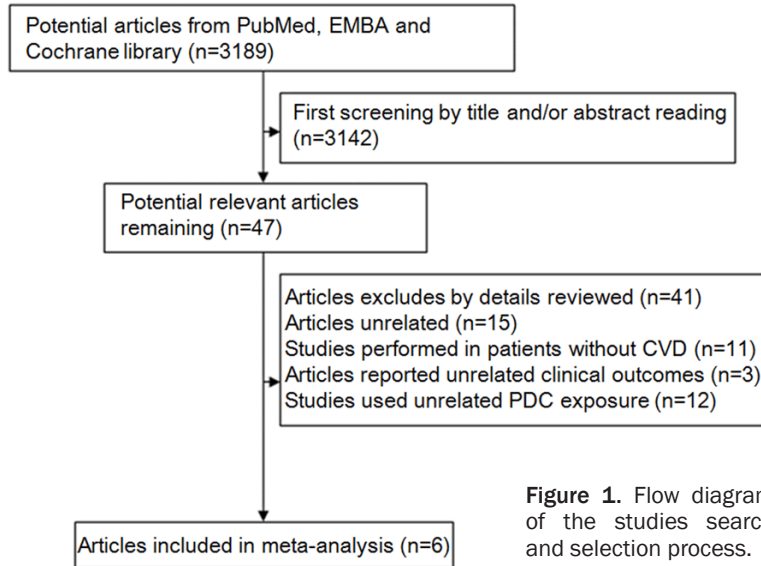 Potential articles from PubMed, EMBA and
Cochrane library (n=3189)
First screening by title and/or abstract reading
(n=3142)
Potential relevant articles
remaining (n=47)
Articles excludes by details reviewed (n=41)
Articles unrelated (n=15)
Studies performed in patients without CVD (n=11)
Articles reported unrelated clinical outcomes (n=3)
Studies used unrelated PDC exposure (n=12)
Articles included in meta-analysis (n=6)
Figure 1. Flow diagram
of the studies search
and selection process.